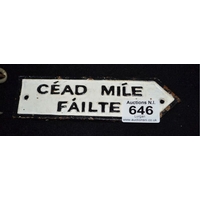 CÉAD MÍLE
FÁILTE
Auctions N.I.
646